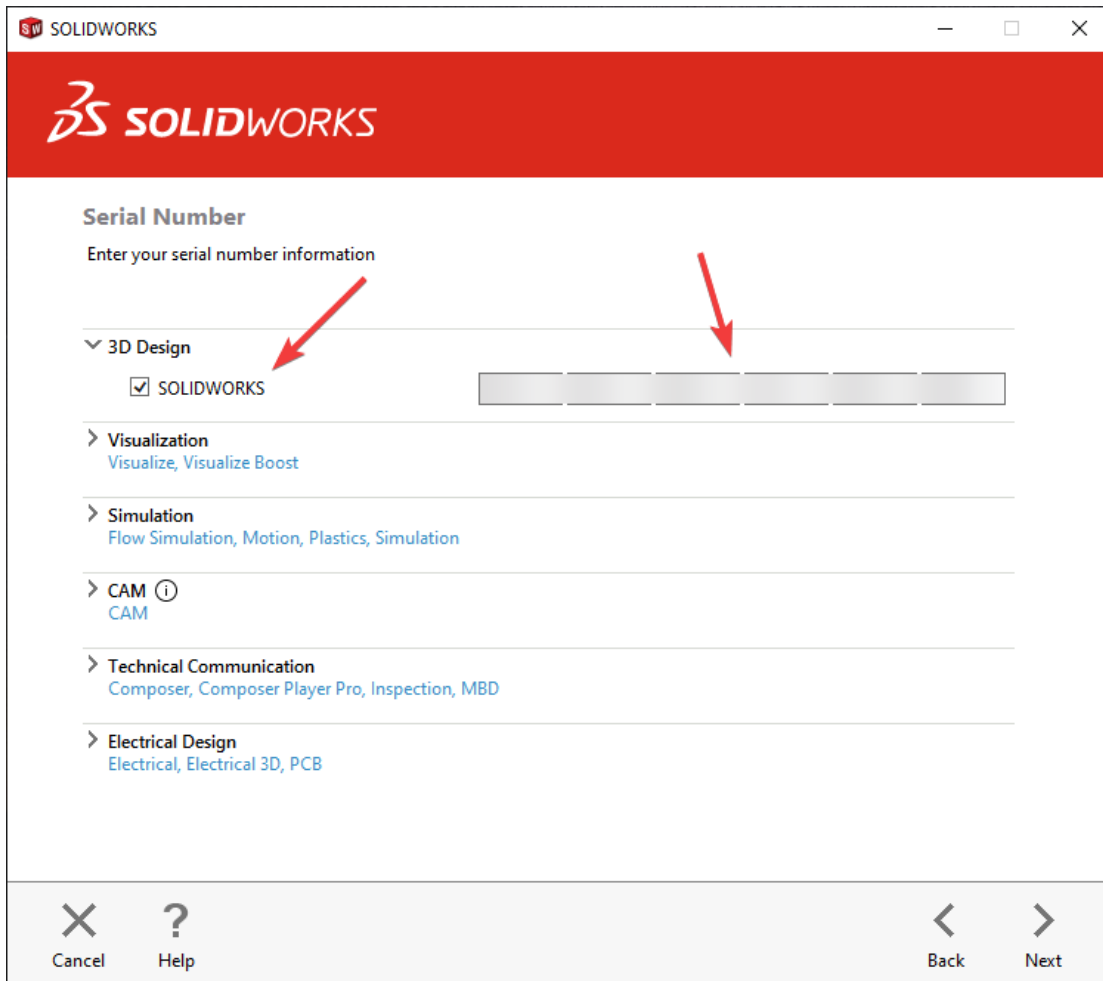 SOLIDWORKS
SOLIDWORKS
Serial Number
Enter your serial number information
3D Design
SOLIDWORKS
Visualization
Visualize, Visualize Boost
Simulation
Flow Simulation, Motion, Plastics, Simulation
CAM
CAM
Technical Communication
Composer, Composer Player Pro, Inspection, MBD
Electrical Design
Electrical, Electrical 3D, PCB
Cancel Help Back Next